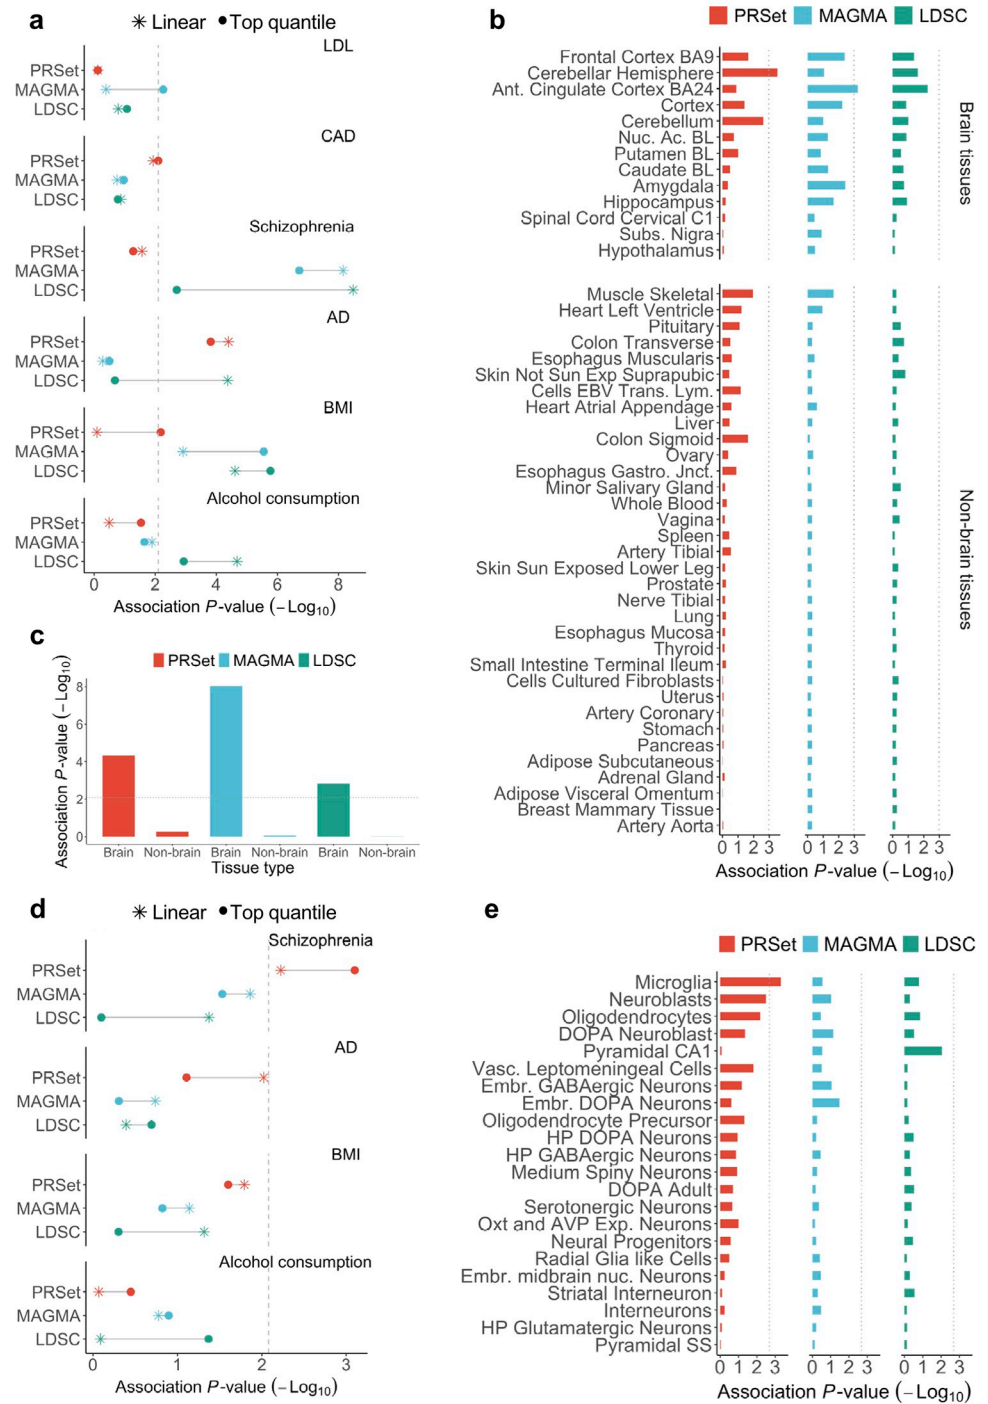 a
✳ Linear ● Top quantile
LDL
PRSet
MAGMA
LDSC
CAD
PRSet
MAGMA
LDSC
Schizophrenia
PRSet
MAGMA
LDSC
AD
PRSet
MAGMA
LDSC
BMI
PRSet
MAGMA
LDSC
Alcohol consumption
PRSet
MAGMA
LDSC
0 2 4 6 8
Association P-value (−Log10)
b
PRSet MAGMA LDSC
Frontal Cortex BA9
Cerebellar Hemisphere
Ant. Cingulate Cortex BA24
Cortex
Cerebellum
Nuc. Ac. BL
Putamen BL
Caudate BL
Amygdala
Hippocampus
Spinal Cord Cervical C1
Subs. Nigra
Hypothalamus
Brain tissues
Muscle Skeletal
Heart Left Ventricle
Pituitary
Colon Transverse
Esophagus Muscularis
Skin Not Sun Exp Suprapubic
Cells EBV Trans. Lym.
Heart Atrial Appendage
Liver
Colon Sigmoid
Ovary
Esophagus Gastro. Jnct.
Minor Salivary Gland
Whole Blood
Vagina
Spleen
Artery Tibial
Skin Sun Exposed Lower Leg
Prostate
Nerve Tibial
Lung
Esophagus Mucosa
Thyroid
Small Intestine Terminal Ileum
Cells Cultured Fibroblasts
Uterus
Artery Coronary
Stomach
Pancreas
Adipose Subcutaneous
Adrenal Gland
Adipose Visceral Omentum
Breast Mammary Tissue
Artery Aorta
Non-brain tissues
0 1 2 3 0 1 2 3 0 1 2 3
Association P-value (−Log10)
c
PRSet MAGMA LDSC
Association P-value (−Log10)
8
6
4
2
0
Brain Non-brain Brain Non-brain Brain Non-brain
Tissue type
d
✳ Linear ● Top quantile
Schizophrenia
PRSet
MAGMA
LDSC
AD
PRSet
MAGMA
LDSC
BMI
PRSet
MAGMA
LDSC
Alcohol consumption
PRSet
MAGMA
LDSC
0 1 2 3
Association P-value (−Log10)
e
PRSet MAGMA LDSC
Microglia
Neuroblasts
Oligodendrocytes
DOPA Neuroblast
Pyramidal CA1
Vasc. Leptomeningeal Cells
Embr. GABAergic Neurons
Embr. DOPA Neurons
Oligodendrocyte Precursor
HP DOPA Neurons
HP GABAergic Neurons
Medium Spiny Neurons
DOPA Adult
Serotonergic Neurons
Oxt and AVP Exp. Neurons
Neural Progenitors
Radial Glia like Cells
Embr. midbrain nuc. Neurons
Striatal Interneuron
Interneurons
HP Glutamatergic Neurons
Pyramidal SS
0 1 2 3 0 1 2 3 0 1 2 3
Association P-value (−Log10)